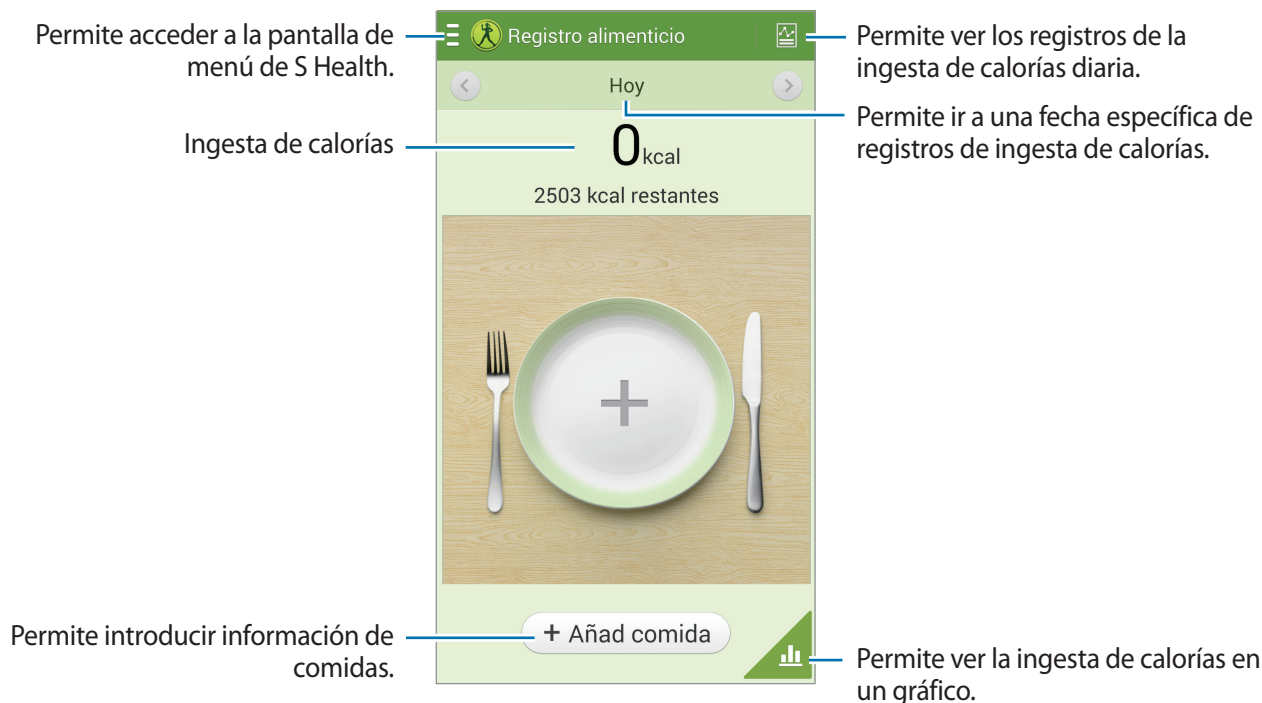 Permite acceder a la pantalla de
menú de S Health.
Ingesta de calorías
Permite introducir información de
comidas.
Registro alimenticio
Hoy
0kcal
2503 kcal restantes
+ Añad comida
Permite ver los registros de la
ingesta de calorías diaria.
Permite ir a una fecha específica de
registros de ingesta de calorías.
Permite ver la ingesta de calorías en
un gráfico.